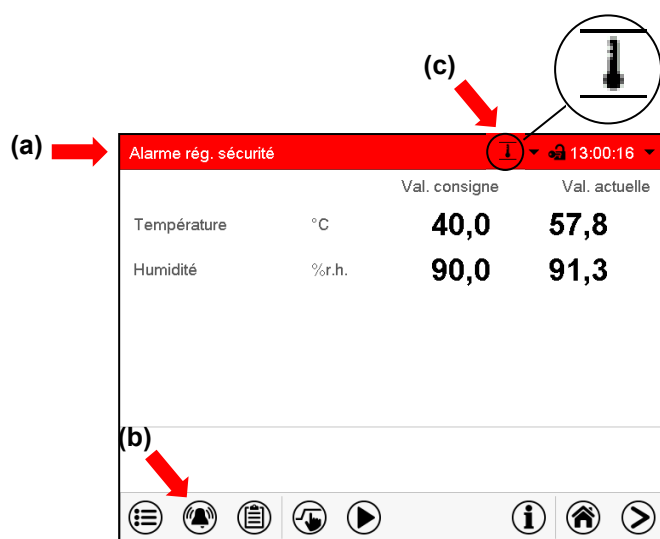 (c)
(a)
Alarme rég. sécurité 13:00:16
Val. consigne Val. actuelle
Température °C 40,0 57,8
Humidité %r.h. 90,0 91,3
(b)